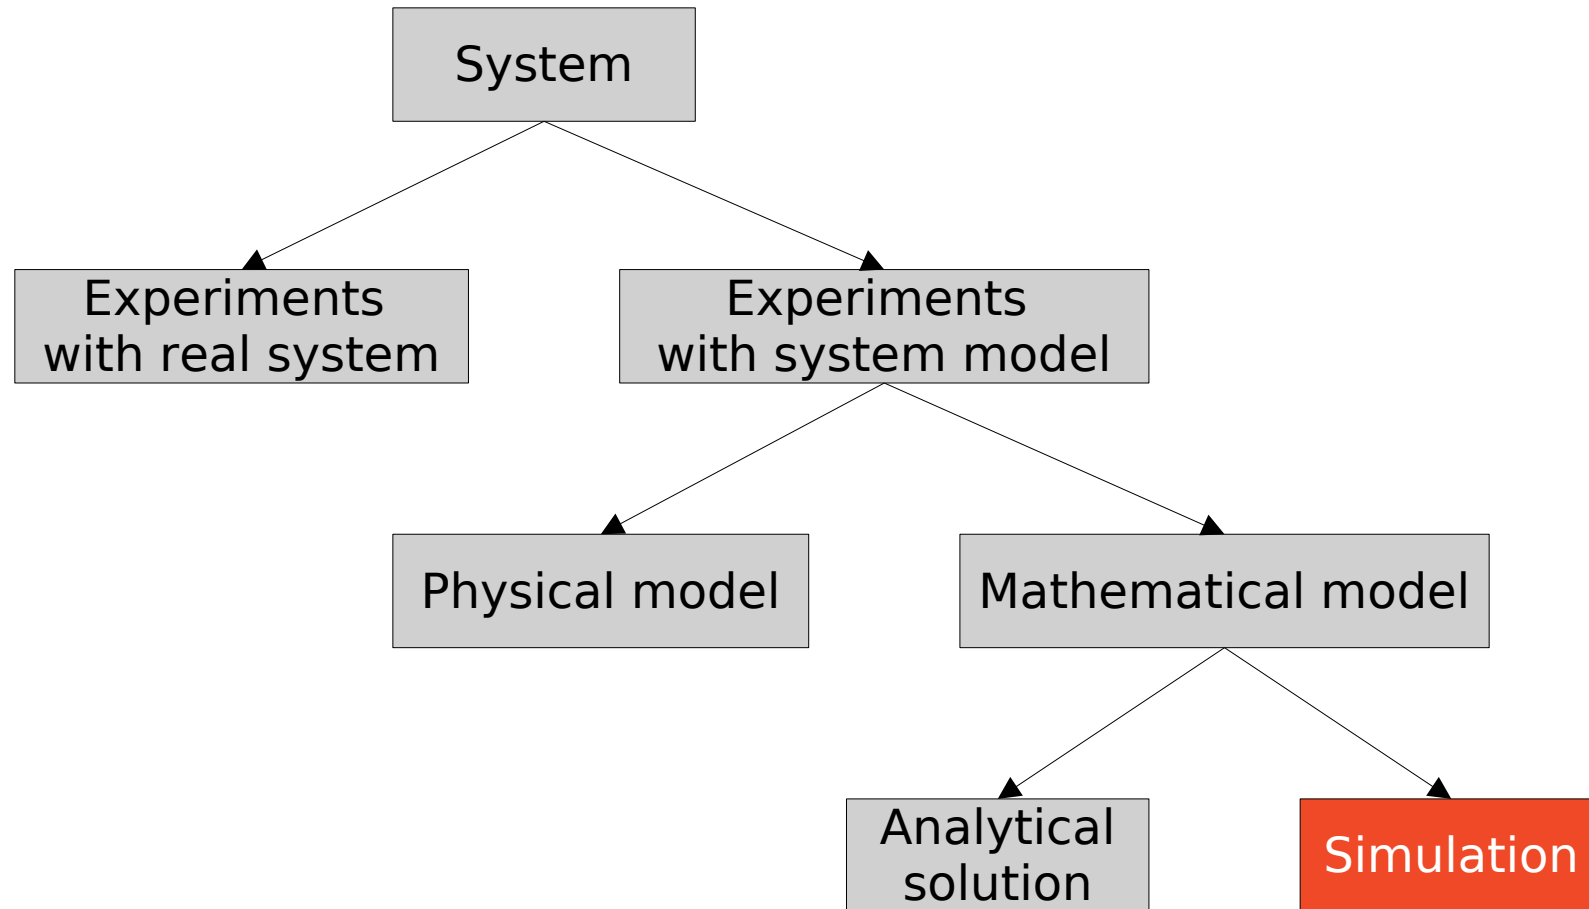 System
Experiments
with real system
Experiments
with system model
Physical model
Mathematical model
Analytical
solution
Simulation